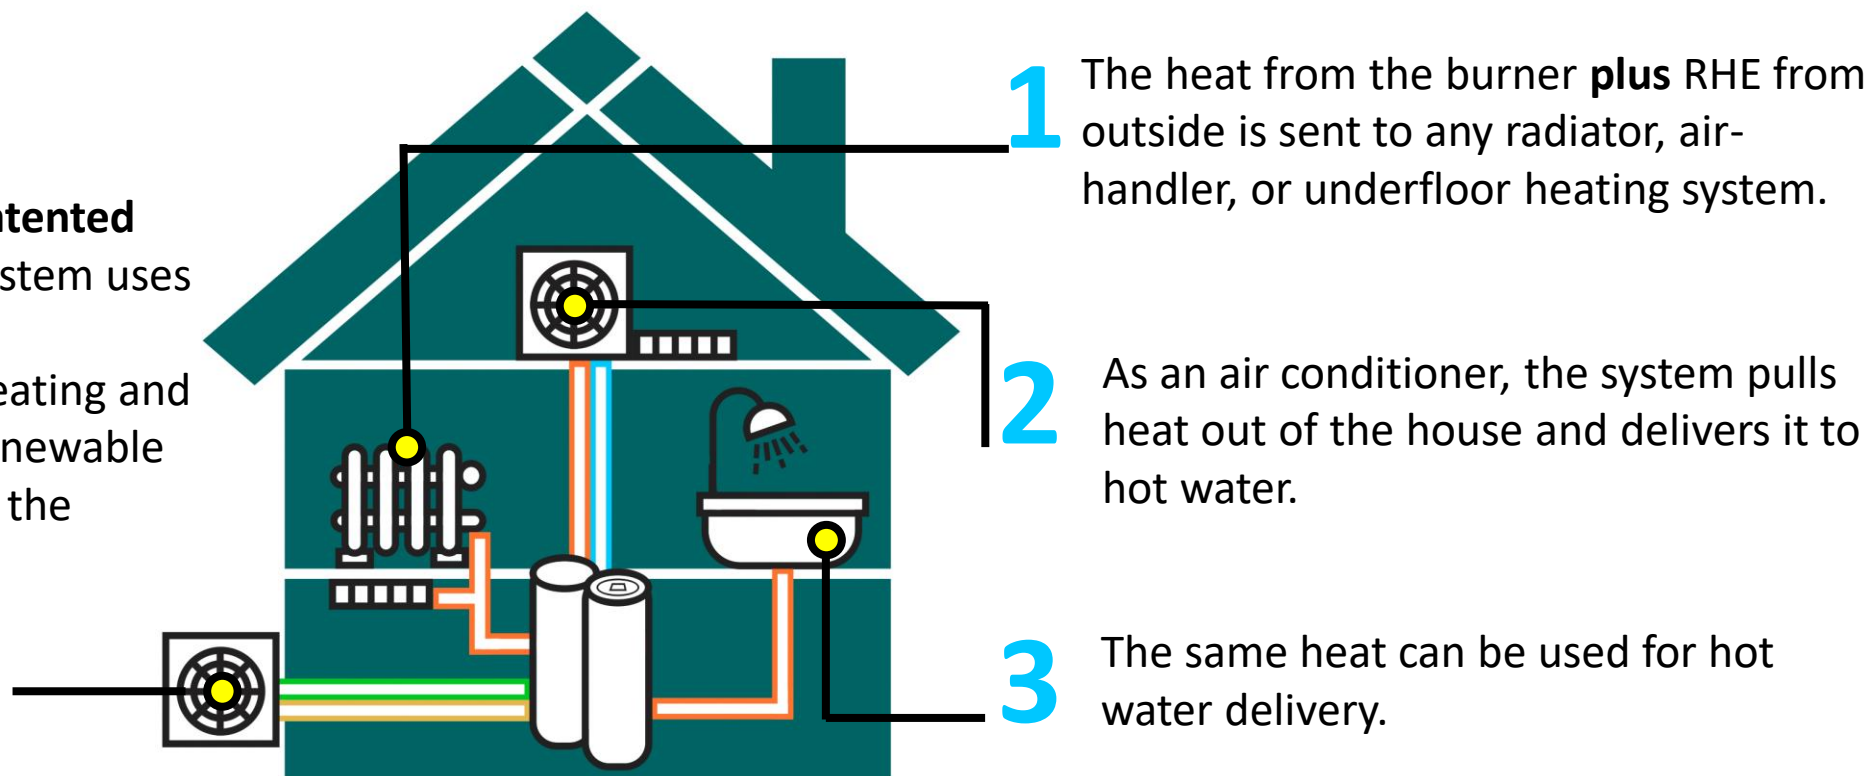 tented
stem uses
eating and
newable
the
1
The heat from the burner plus RHE from
outside is sent to any radiator, air-
handler, or underfloor heating system.
2
As an air conditioner, the system pulls
heat out of the house and delivers it to
hot water.
3
The same heat can be used for hot
water delivery.